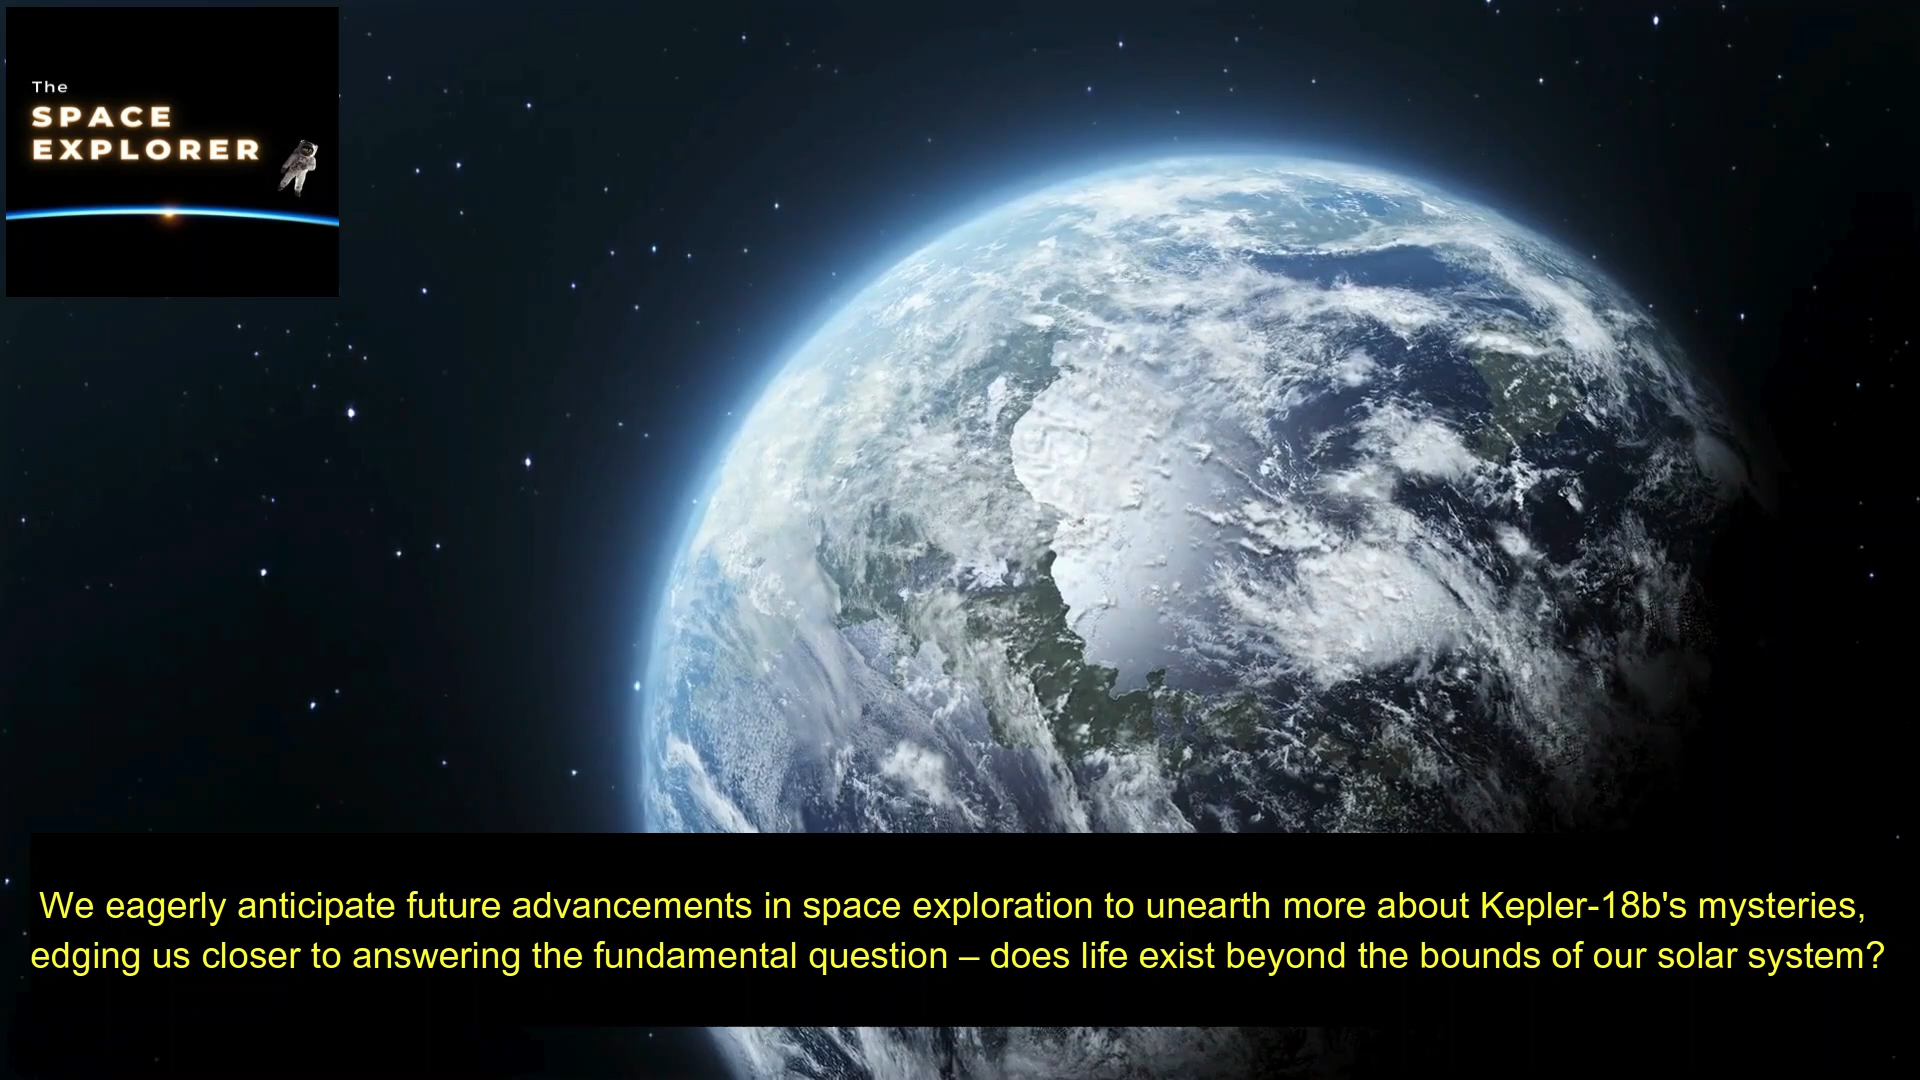 The
SPACE
EXPLORER
We eagerly anticipate future advancements in space exploration to unearth more about Kepler-18b's mysteries,
edging us closer to answering the fundamental question – does life exist beyond the bounds of our solar system?